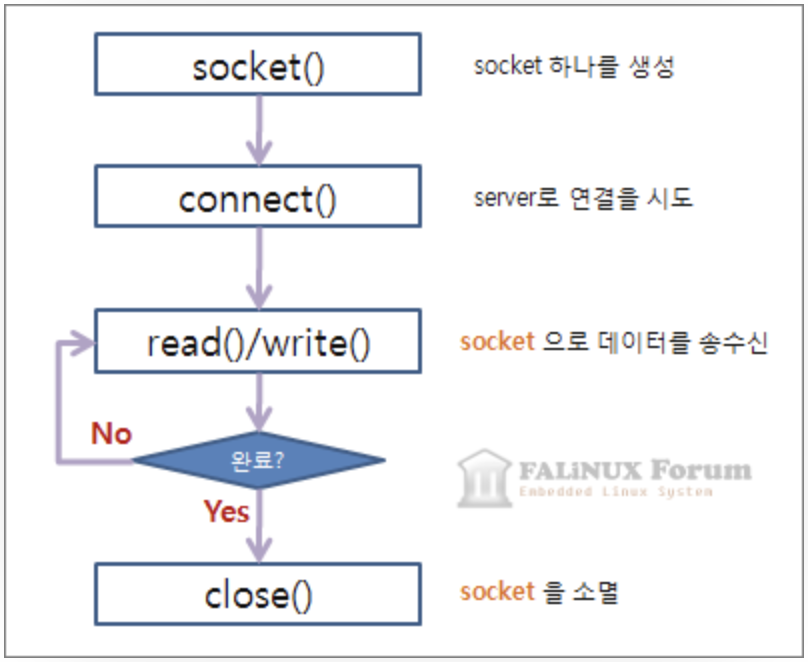 socket() socket 하나를 생성
connect() server로 연결을 시도
read()/write() socket 으로 데이터를 송수신
No
완료?
FALiNUX Forum
Embedded Linux System
Yes
close() socket 을 소멸